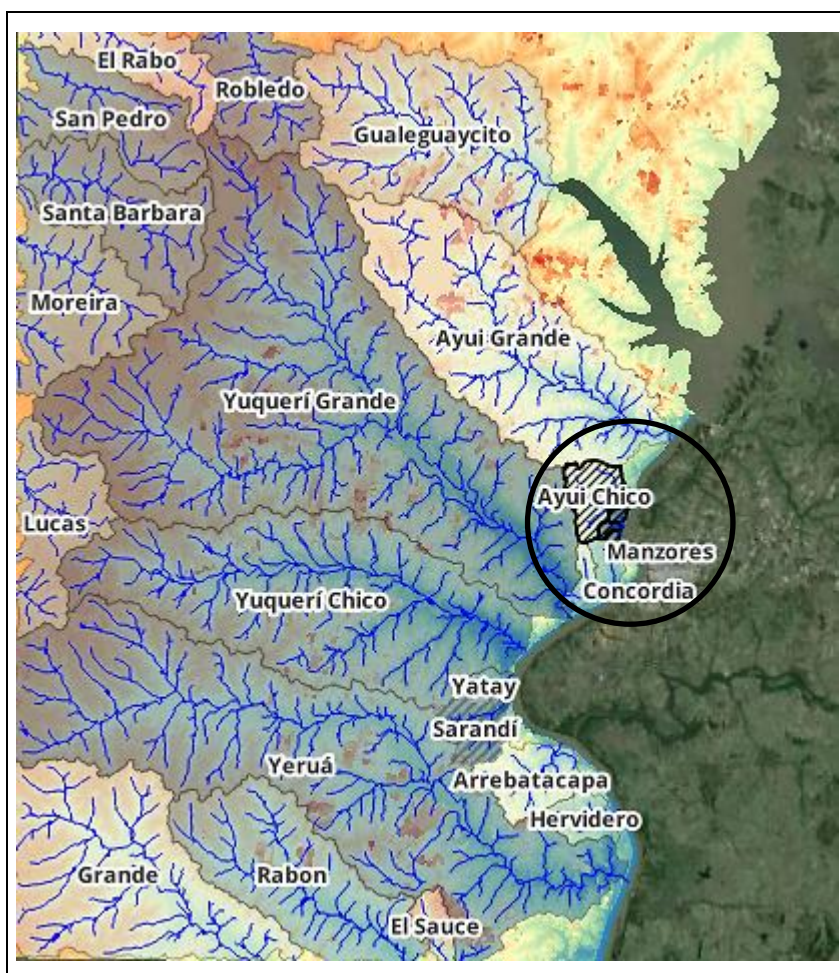 El Rabo
Robledo
San Pedro
Gualeguaycito
Santa Barbara
Moreira
Ayui Grande
Yuquerí Grande
Ayui Chico
Lucas
Manzores
Concordia
Yuquerí Chico
Yatay
Sarandí
Yeruá
Arrebatacapa
Hervidero
Grande
Rabon
El Sauce